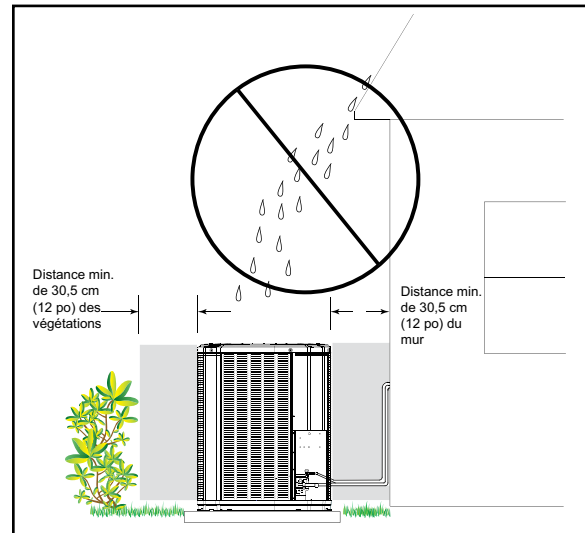 Distance min.
de 30,5 cm
(12 po) des
végétations
Distance min.
de 30,5 cm
(12 po) du
mur